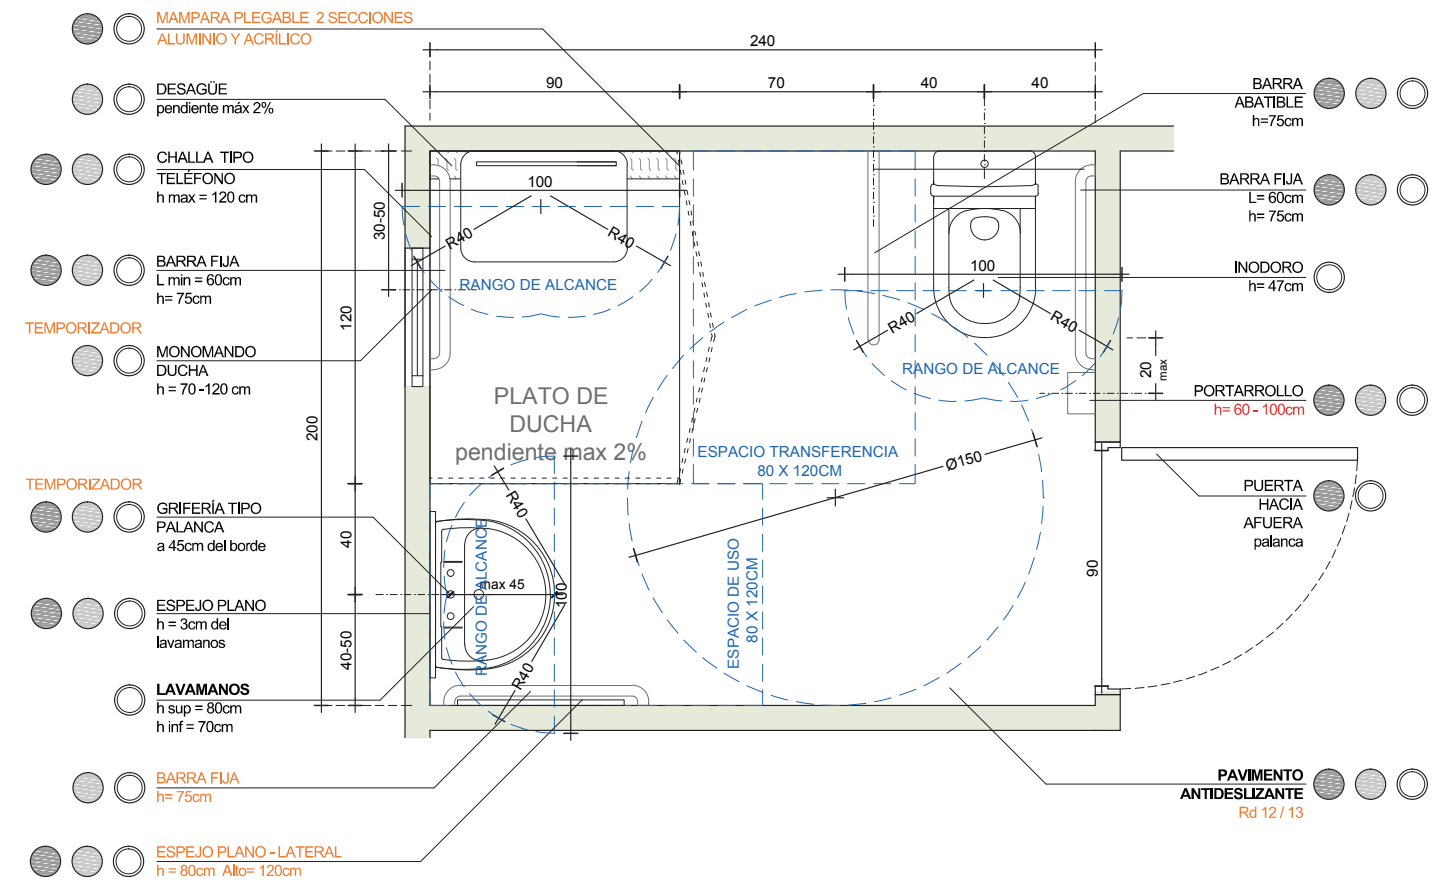 MAMPARA PLEGABLE 2 SECCIONES
ALUMINIO Y ACRÍLICO
DESAGÜE
pendiente máx 2%
CHALLA TIPO
TELÉFONO
h max = 120 cm
BARRA FIJA
L min = 60cm
h= 75cm
TEMPORIZADOR
MONOMANDO
DUCHA
h = 70 -120 cm
TEMPORIZADOR
GRIFERÍA TIPO
PALANCA
a 45cm del borde
ESPEJO PLANO
h = 3cm del
lavamanos
LAVAMANOS
h sup = 80cm
h inf = 70cm
BARRA FIJA
h= 75cm
ESPEJO PLANO - LATERAL
h = 80cm Alto= 120cm
240
90
70
40
40
200
120
30-50
40
40-50
100
R40
R40
RANGO DE ALCANCE
PLATO DE
DUCHA
pendiente max 2%
R40
RANGO DE ALCANCE
max 45
100
R40
ESPACIO TRANSFERENCIA
80 X 120CM
ESPACIO DE USO
80 X 120CM
Ø150
100
R40
R40
RANGO DE ALCANCE
20
max
90
BARRA
ABATIBLE
h=75cm
BARRA FIJA
L= 60cm
h= 75cm
INODORO
h= 47cm
PORTARROLLO
h= 60 - 100cm
PUERTA
HACIA
AFUERA
palanca
PAVIMENTO
ANTIDESLIZANTE
Rd 12 / 13